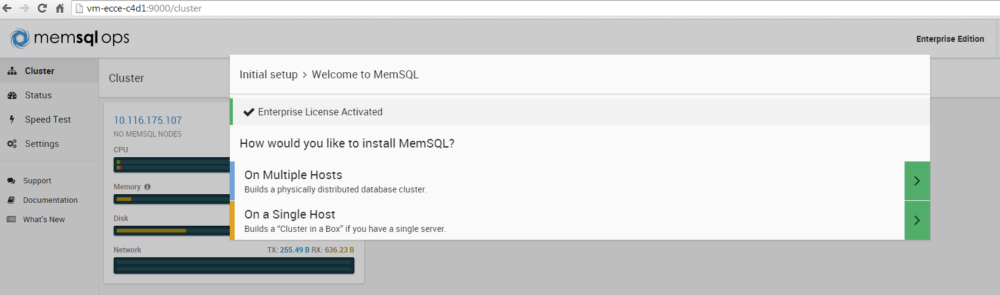 vm-ecce-c4d1:9000/cluster
memsql ops
Enterprise Edition
Cluster
Status
Speed Test
Settings
Support
Documentation
What's New
Cluster
10.116.175.107
NO MEMSQL NODES
CPU
Memory
Disk
Network TX: 255.49 B RX: 636.23 B
Initial setup > Welcome to MemSQL
Enterprise License Activated
How would you like to install MemSQL?
On Multiple Hosts
Builds a physically distributed database cluster.
On a Single Host
Builds a “Cluster in a Box” if you have a single server.